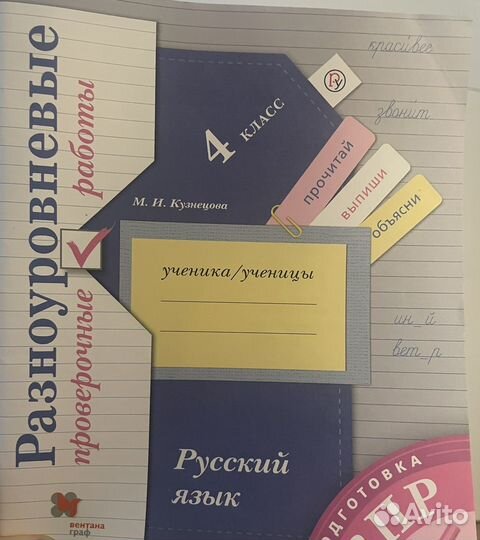 Разноуровневые
проверочные работы
4 КЛАСС
М. И. Кузнецова
прочитай
выпиши
объясни
красивее
звонит
ученика/ученицы
ин_й
вет_р
Русский
язык
вентана
граф
Avito